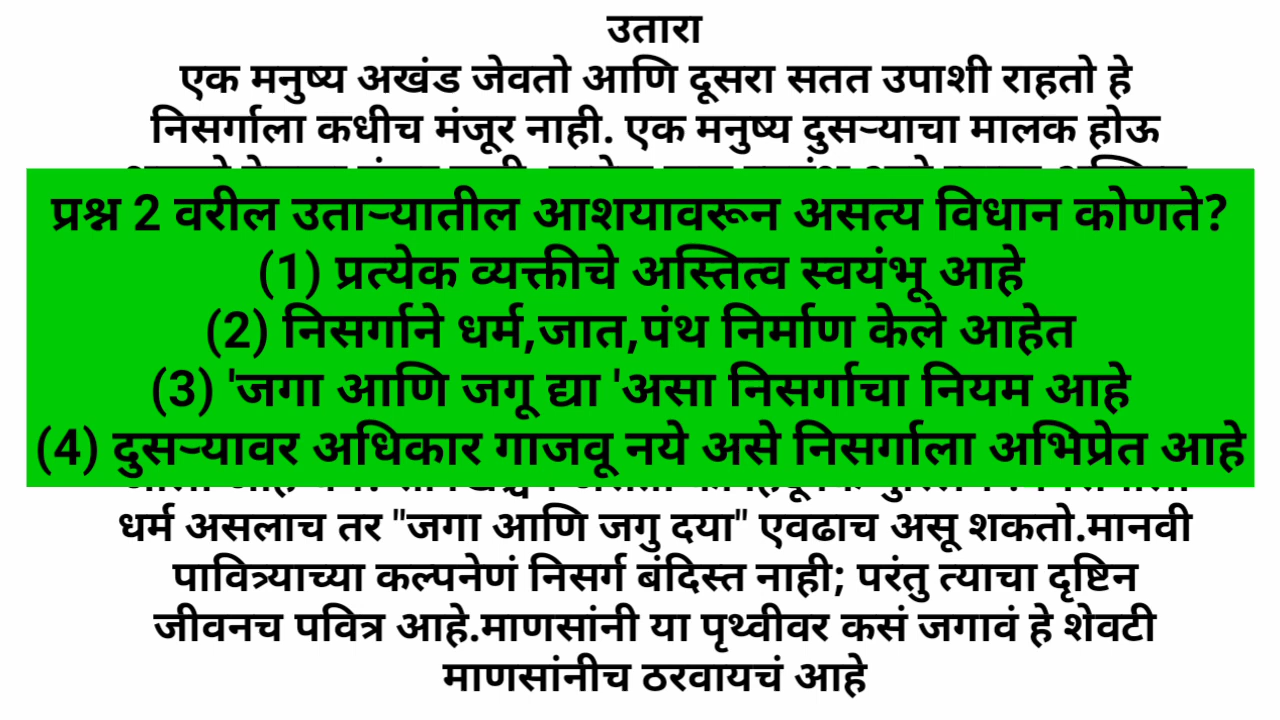 उतारा
एक मनुष्य अखंड जेवतो आणि दूसरा सतत उपाशी राहतो हे
निसर्गाला कधीच मंजूर नाही. एक मनुष्य दुसऱ्याचा मालक होऊ
प्रश्न 2 वरील उताऱ्यातील आशयावरून असत्य विधान कोणते?
(1) प्रत्येक व्यक्तीचे अस्तित्व स्वयंभू आहे
(2) निसर्गाने धर्म,जात,पंथ निर्माण केले आहेत
(3) 'जगा आणि जगू द्या 'असा निसर्गाचा नियम आहे
(4) दुसऱ्यावर अधिकार गाजवू नये असे निसर्गाला अभिप्रेत आहे
धर्म असलाच तर "जगा आणि जगु दया" एवढाच असू शकतो.मानवी
पावित्र्याच्या कल्पनेणं निसर्ग बंदिस्त नाही; परंतु त्याचा दृष्टिन
जीवनच पवित्र आहे.माणसांनी या पृथ्वीवर कसं जगावं हे शेवटी
माणसांनीच ठरवायचं आहे